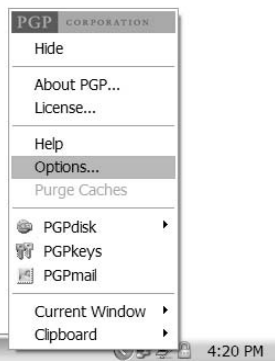 PGP CORPORATION
Hide
About PGP...
License...
Help
Options...
Purge Caches
PGPdisk
PGPkeys
PGPmail
Current Window
Clipboard
4:20 PM